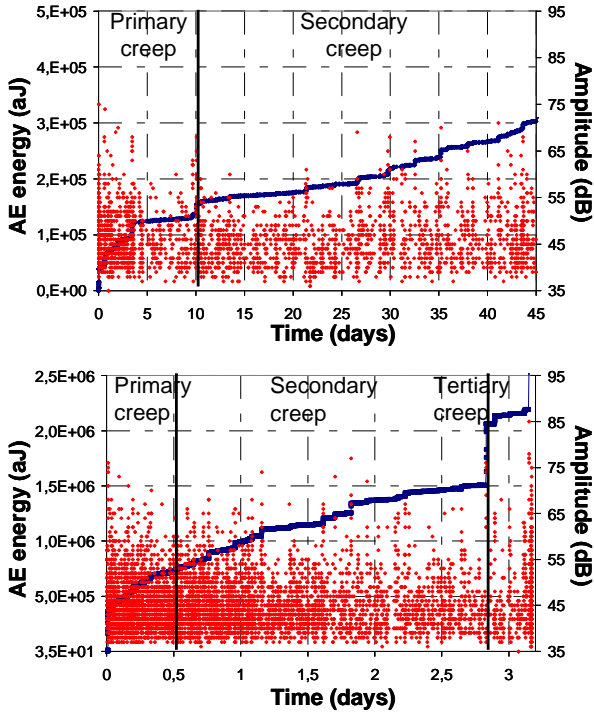 5,E+05
4,E+05
3,E+05
2,E+05
1,E+05
0,E+00
AE energy (aJ)
Primary
creep
Secondary
creep
95
85
75
65
55
45
35
Amplitude (dB)
0 5 10 15 20 25 30 35 40 45
Time (days)
2,5E+06
2,0E+06
1,5E+06
1,0E+06
5,0E+05
3,5E+01
AE energy (aJ)
Primary
creep
Secondary
creep
Tertiary
creep
95
85
75
65
55
45
35
Amplitude (dB)
0 0,5 1 1,5 2 2,5 3
Time (days)